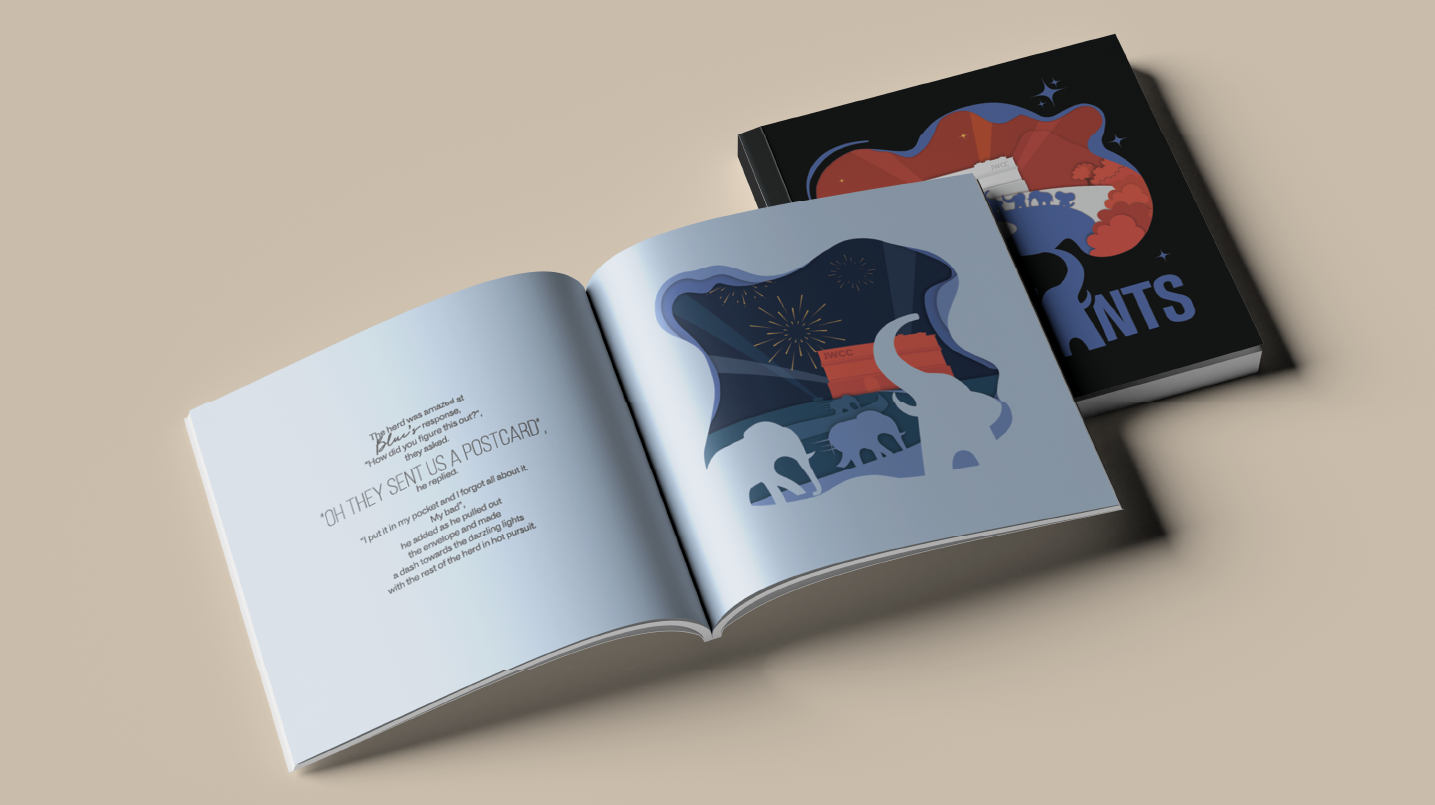 The herd was amazed at
Blue's response,
"How did you figure this out?",
they asked.
"OH THEY SENT US A POSTCARD",
he replied.
"I put it in my pocket and I forgot all about it.
My bad",
he added as he pulled out
the envelope and made
a dash towards the dazzling lights
with the rest of the herd in hot pursuit.
IWCC
IWCC
NTS